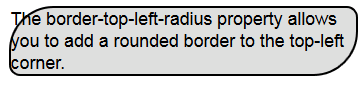 The border-top-left-radius property allows
you to add a rounded border to the top-left
corner.